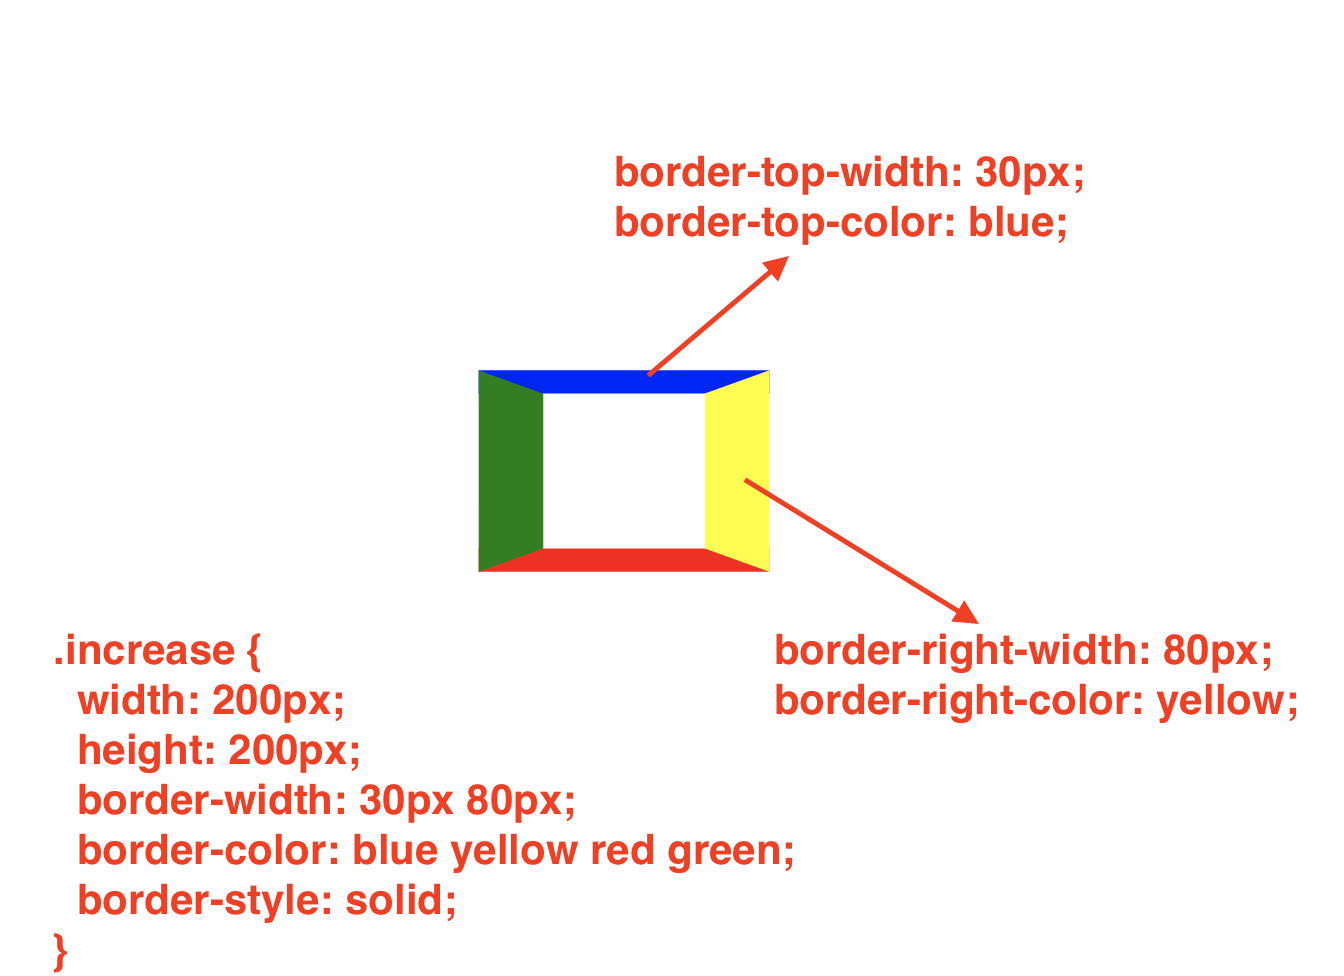 border-top-width: 30px;
border-top-color: blue;
border-right-width: 80px;
border-right-color: yellow;
.increase {
width: 200px;
height: 200px;
border-width: 30px 80px;
border-color: blue yellow red green;
border-style: solid;
}